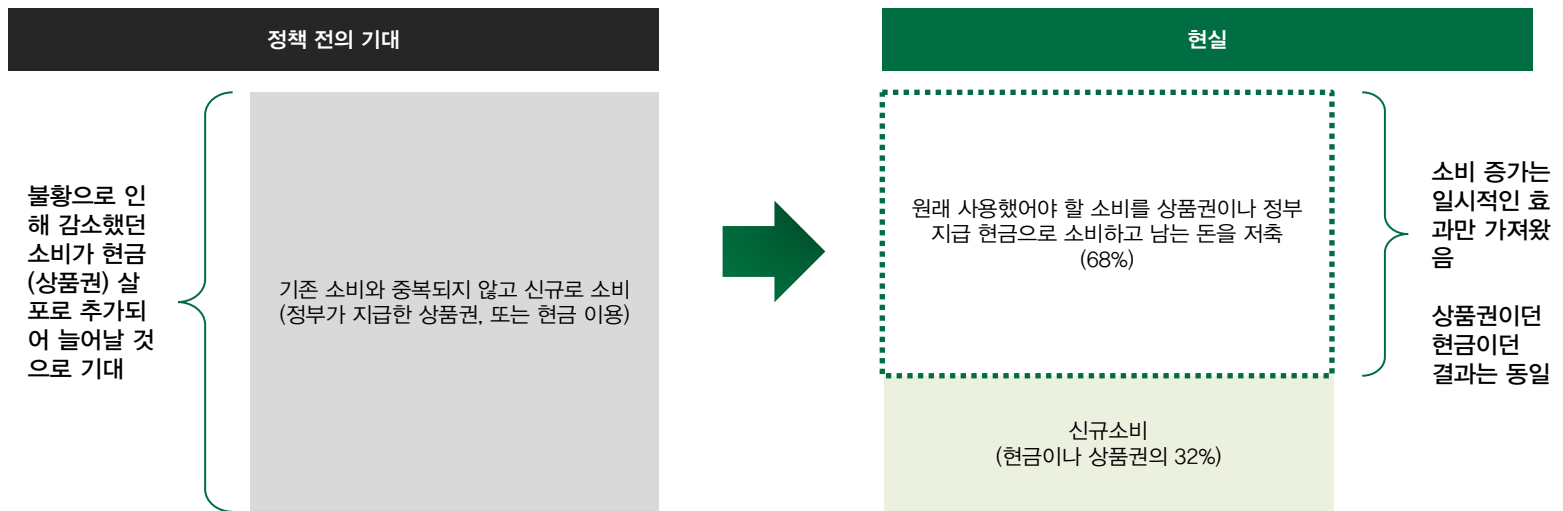 정책 전의 기대
불황으로 인
해 감소했던
소비가 현금
(상품권) 살
포로 추가되
어 늘어날 것
으로 기대
기존 소비와 중복되지 않고 신규로 소비
(정부가 지급한 상품권, 또는 현금 이용)
현실
원래 사용했어야 할 소비를 상품권이나 정부
지급 현금으로 소비하고 남는 돈을 저축
(68%)
신규소비
(현금이나 상품권의 32%)
소비 증가는
일시적인 효
과만 가져왔
음
상품권이던
현금이던
결과는 동일